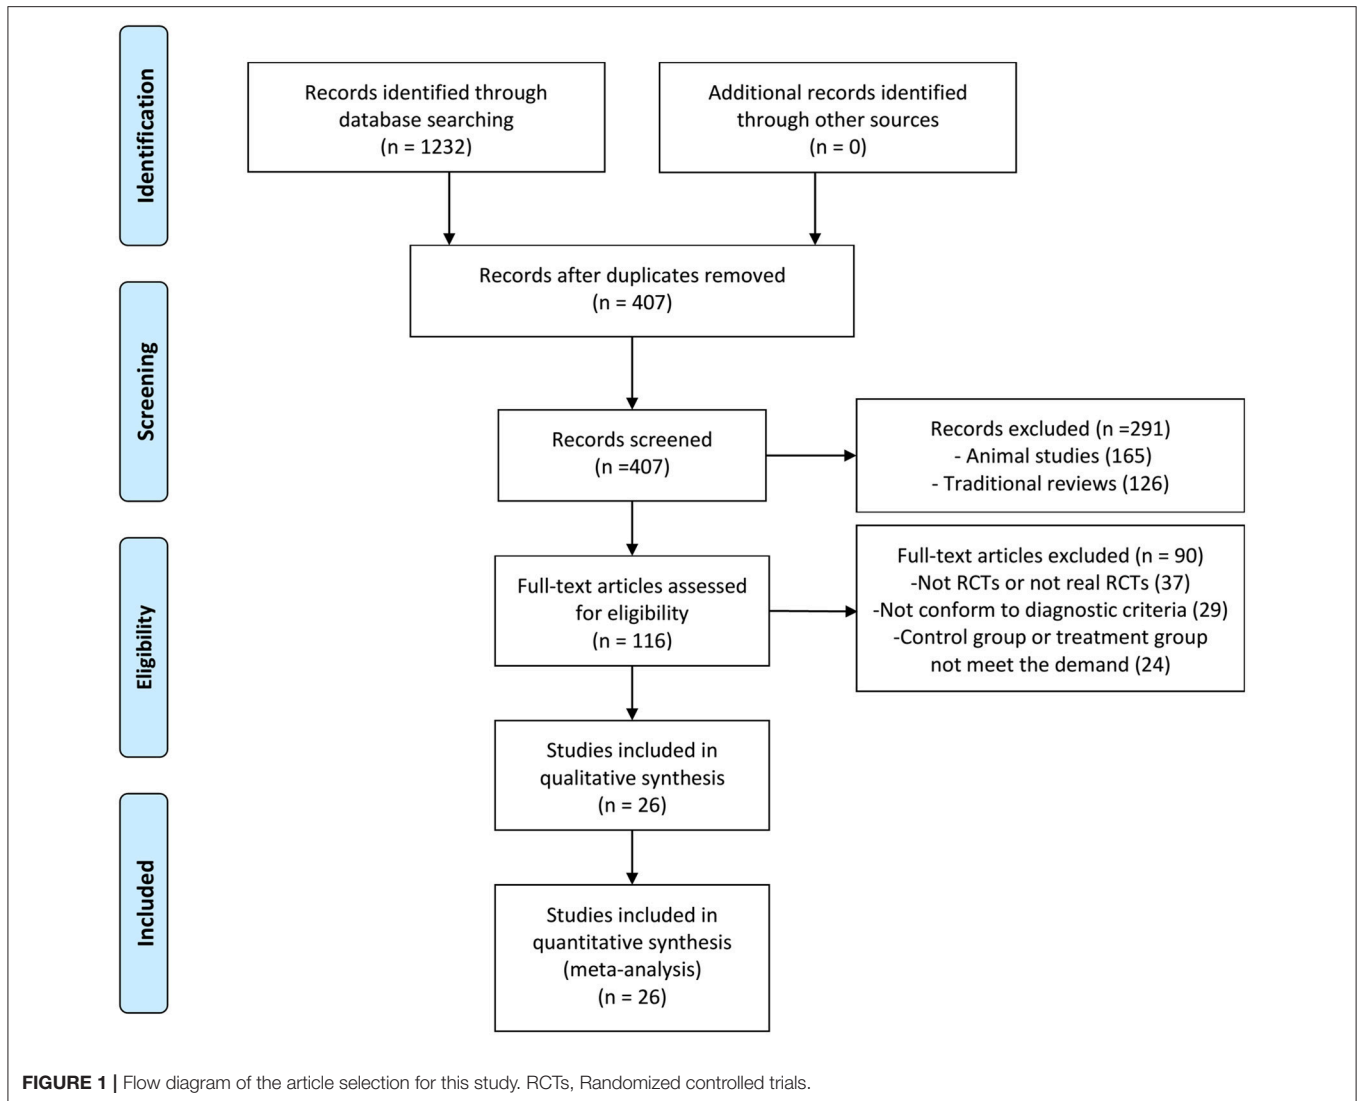 Identification
Records identified through
database searching
(n = 1232)
Additional records identified
through other sources
(n = 0)
Records after duplicates removed
(n = 407)
Screening
Records screened
(n =407)
Records excluded (n =291)
- Animal studies (165)
- Traditional reviews (126)
Eligibility
Full-text articles assessed
for eligibility
(n = 116)
Full-text articles excluded (n = 90)
-Not RCTs or not real RCTs (37)
-Not conform to diagnostic criteria (29)
-Control group or treatment group
not meet the demand (24)
Studies included in
qualitative synthesis
(n = 26)
Included
Studies included in
quantitative synthesis
(meta-analysis)
(n = 26)
FIGURE 1 | Flow diagram of the article selection for this study. RCTs, Randomized controlled trials.